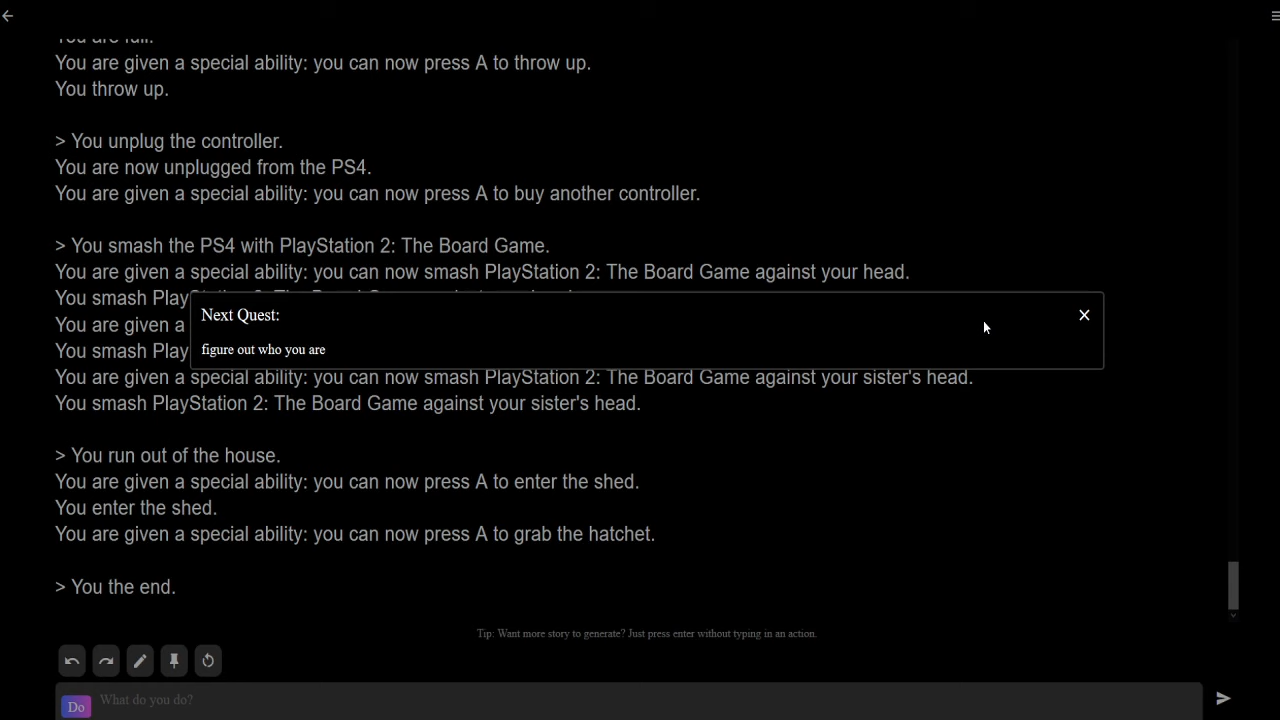 You are full.
You are given a special ability: you can now press A to throw up.
You throw up.
> You unplug the controller.
You are now unplugged from the PS4.
You are given a special ability: you can now press A to buy another controller.
> You smash the PS4 with PlayStation 2: The Board Game.
You are given a special ability: you can now smash PlayStation 2: The Board Game against your head.
You smash Play
Next Quest:
You are given a
figure out who you are
You smash Play
You are given a special ability: you can now smash PlayStation 2: The Board Game against your sister's head.
You smash PlayStation 2: The Board Game against your sister's head.
> You run out of the house.
You are given a special ability: you can now press A to enter the shed.
You enter the shed.
You are given a special ability: you can now press A to grab the hatchet.
> You the end.
Tip: Want more story to generate? Just press enter without typing in an action.
Do What do you do?